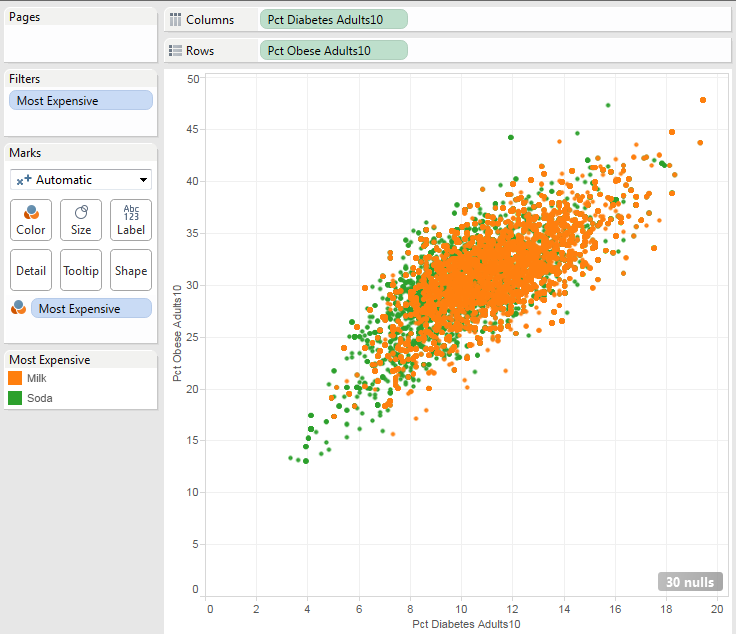 Pages
Columns
Pct Diabetes Adults10
Rows
Pct Obese Adults10
Filters
Most Expensive
Marks
Automatic
Color
Size
Abc
123
Label
Detail
Tooltip
Shape
Most Expensive
Most Expensive
Milk
Soda
50
45
40
35
30
25
20
15
10
5
0
Pct Obese Adults10
30 nulls
0 2 4 6 8 10 12 14 16 18 20
Pct Diabetes Adults10